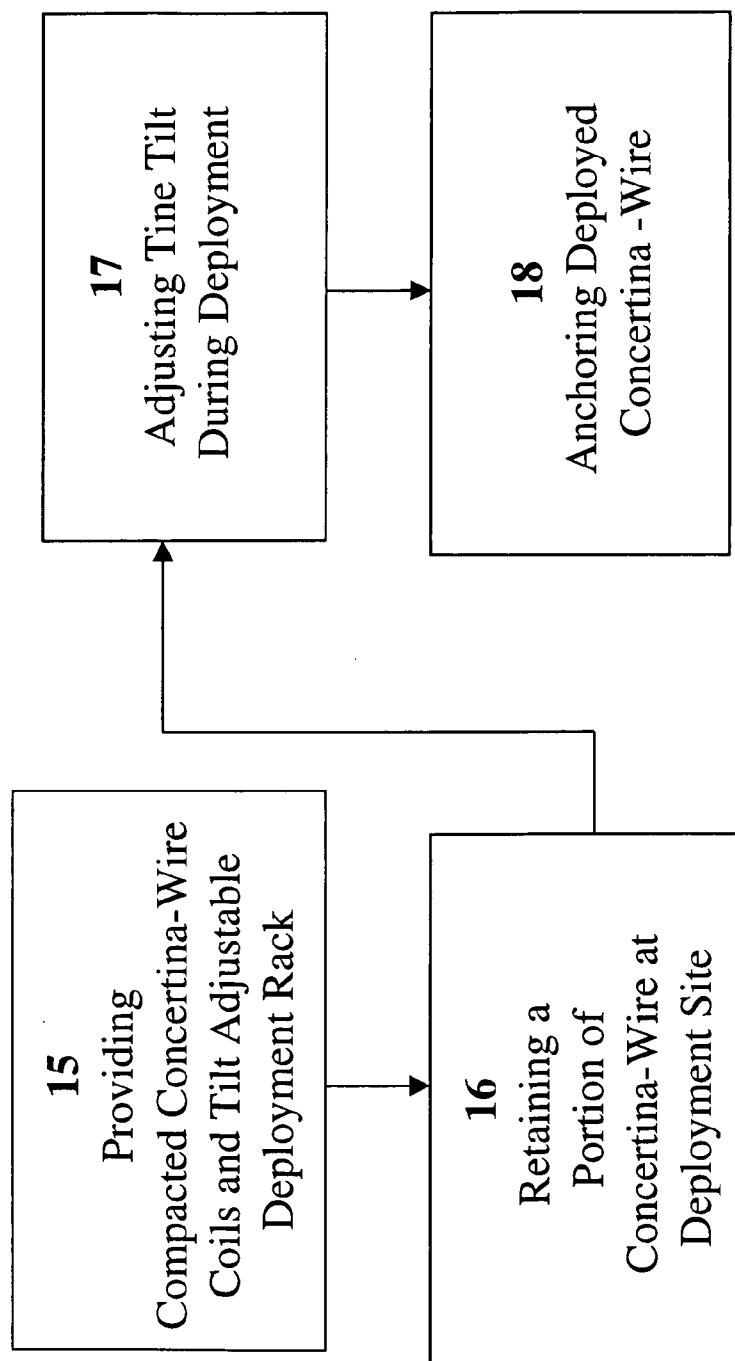 15
Providing
Compacted Concertina-Wire
Coils and Tilt Adjustable
Deployment Rack
16
Retaining a
Portion of
Concertina-Wire at
Deployment Site
17
Adjusting Tine Tilt
During Deployment
18
Anchoring Deployed
Concertina -Wire